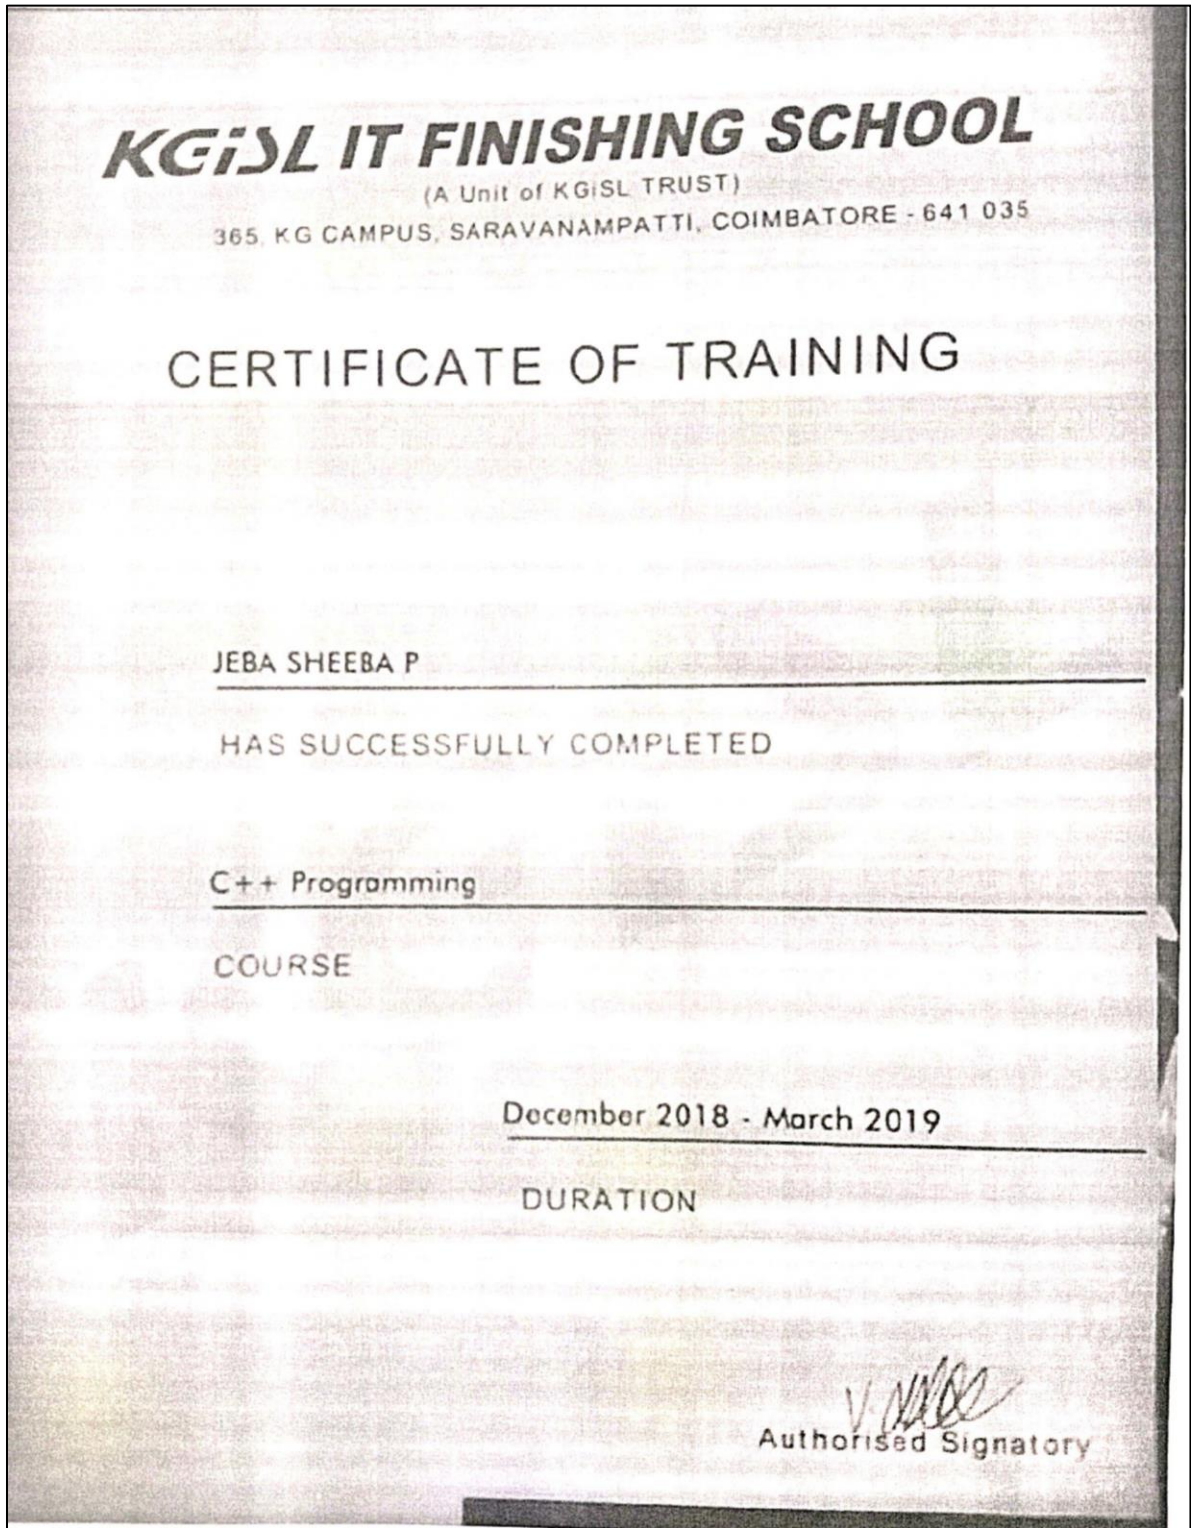 KGiSL IT FINISHING SCHOOL
(A Unit of KGiSL TRUST)
365, KG CAMPUS, SARAVANAMPATTI, COIMBATORE - 641 035
CERTIFICATE OF TRAINING
JEBA SHEEBA P
HAS SUCCESSFULLY COMPLETED
C++ Programming
COURSE
December 2018 - March 2019
DURATION
Authorised Signatory